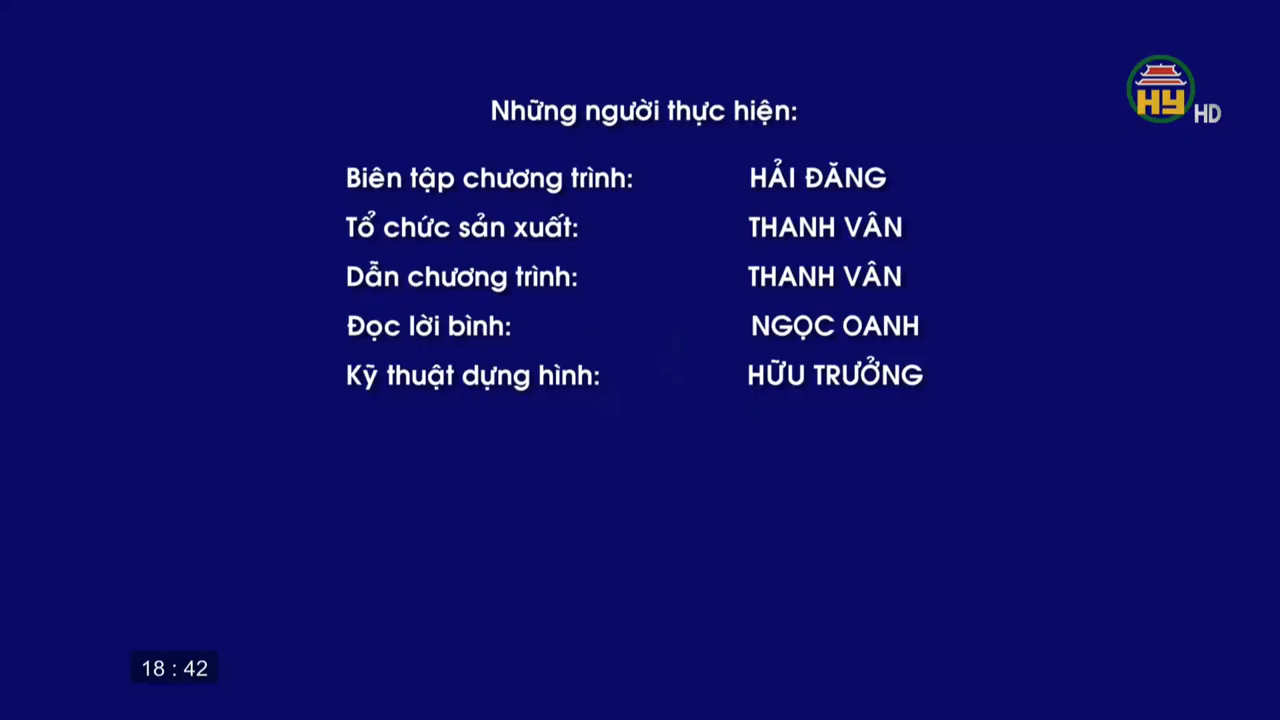 HY HD
Những người thực hiện:
Biên tập chương trình: HẢI ĐĂNG
Tổ chức sản xuất: THANH VÂN
Dẫn chương trình: THANH VÂN
Đọc lời bình: NGỌC OANH
Kỹ thuật dựng hình: HỮU TRƯỞNG
18 : 42